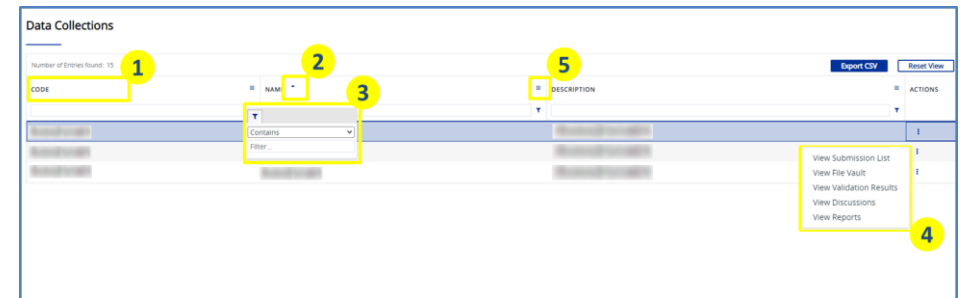 Data Collections
Number of Entries found: 15
Export CSV
Reset View
1
2
3
5
CODE
NAM
DESCRIPTION
ACTIONS
Contains
Filter...
View Submission List
View File Vault
View Validation Results
View Discussions
View Reports
4